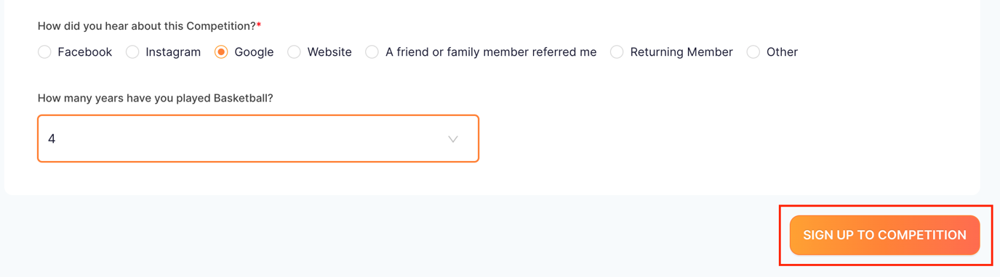 How did you hear about this Competition?*
Facebook Instagram Google Website A friend or family member referred me Returning Member Other
How many years have you played Basketball?
4
SIGN UP TO COMPETITION